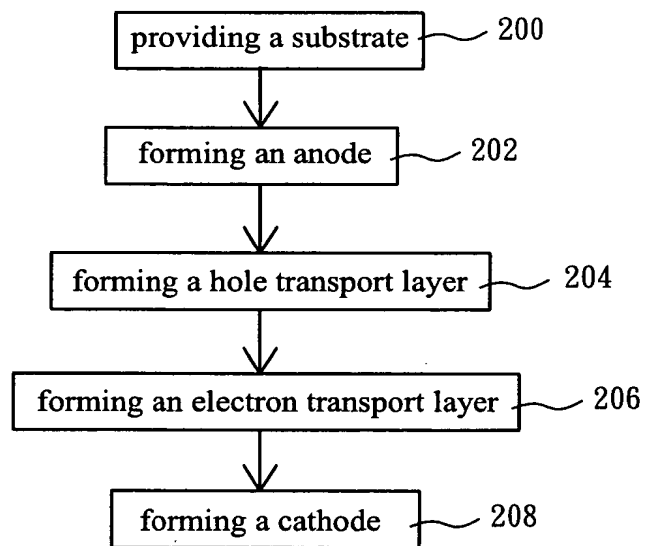 providing a substrate 200
forming an anode 202
forming a hole transport layer 204
forming an electron transport layer 206
forming a cathode 208